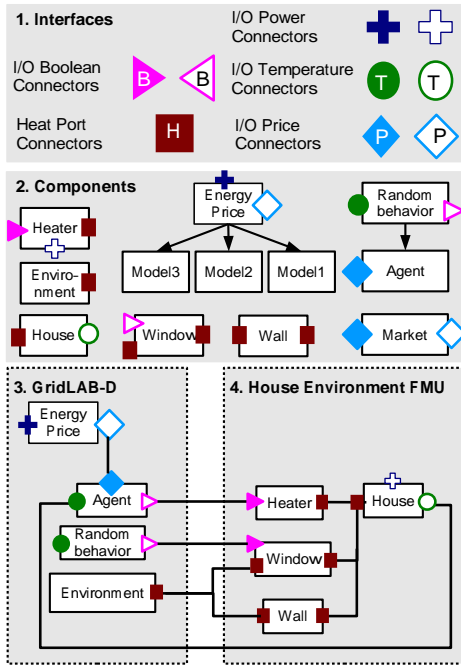 1. Interfaces
I/O Power
Connectors
I/O Boolean
Connectors
B
B
I/O Temperature
Connectors
T
T
Heat Port
Connectors
H
I/O Price
Connectors
P
P
2. Components
Heater
Energy
Price
Random
behavior
Enviro-
nment
Model3
Model2
Model1
Agent
House
Window
Wall
Market
3. GridLAB-D
Energy
Price
Agent
Random
behavior
Environment
4. House Environment FMU
Heater
House
Window
Wall